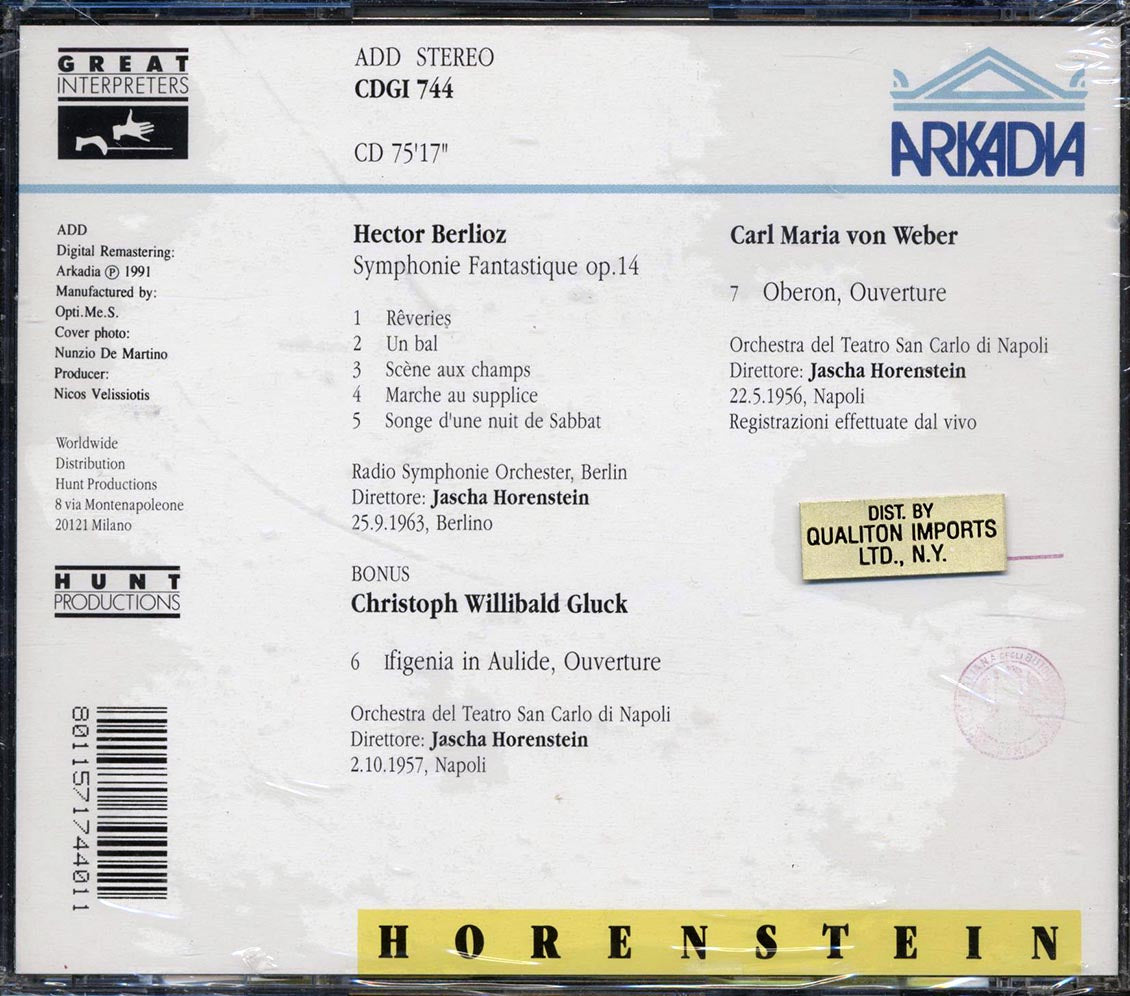 GREAT
INTERPRETERS
ADD STEREO
CDGI 744
CD 75'17"
ARKADIA
ADD
Digital Remastering:
Arkadia Ⓟ 1991
Manufactured by:
Opti.Me.S.
Cover photo:
Nunzio De Martino
Producer:
Nicos Velissiotis
Worldwide
Distribution
Hunt Productions
8 via Montenapoleone
20121 Milano
HUNT
PRODUCTIONS
8011571744011
Hector Berlioz
Symphonie Fantastique op.14
1 Rêveries
2 Un bal
3 Scène aux champs
4 Marche au supplice
5 Songe d'une nuit de Sabbat
Radio Symphonie Orchester, Berlin
Direttore: Jascha Horenstein
25.9.1963, Berlino
BONUS
Christoph Willibald Gluck
6 Ifigenia in Aulide, Ouverture
Orchestra del Teatro San Carlo di Napoli
Direttore: Jascha Horenstein
2.10.1957, Napoli
Carl Maria von Weber
7 Oberon, Ouverture
Orchestra del Teatro San Carlo di Napoli
Direttore: Jascha Horenstein
22.5.1956, Napoli
Registrazioni effettuate dal vivo
DIST. BY
QUALITON IMPORTS
LTD., N.Y.
HORENSTEIN